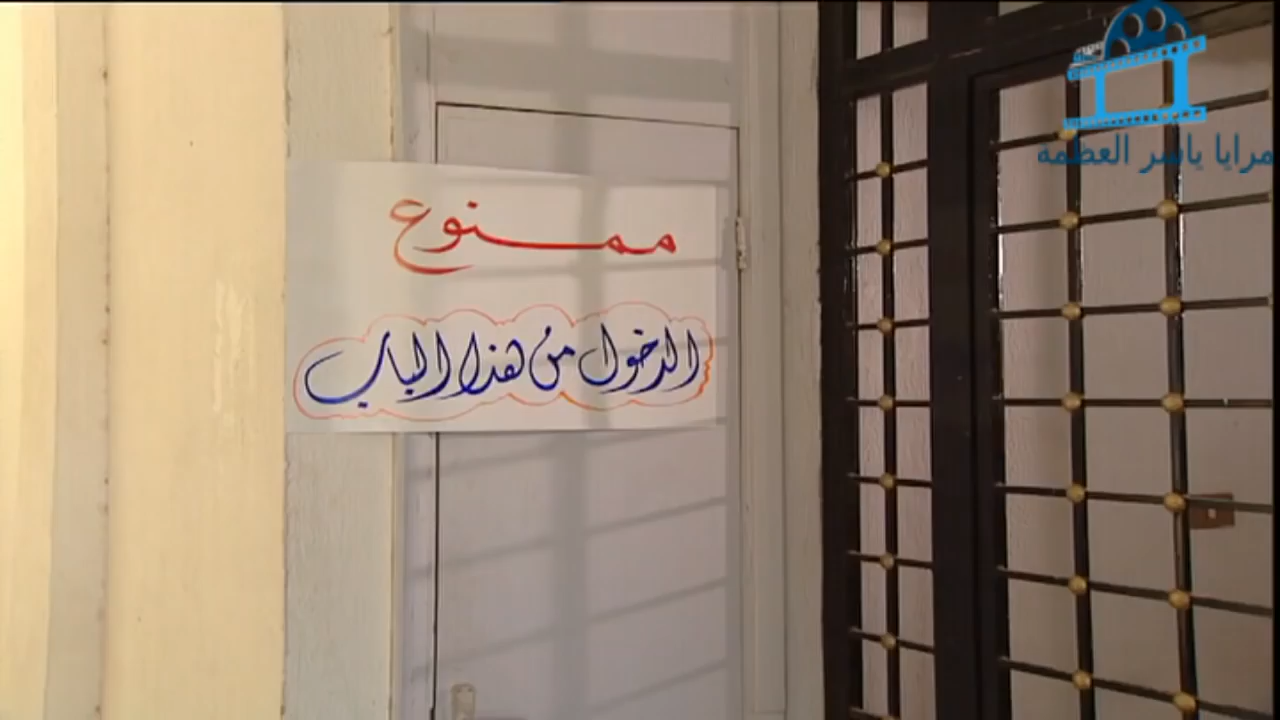 مرايا ياسر العظمة
ممنوع
الدخول من هذا الباب